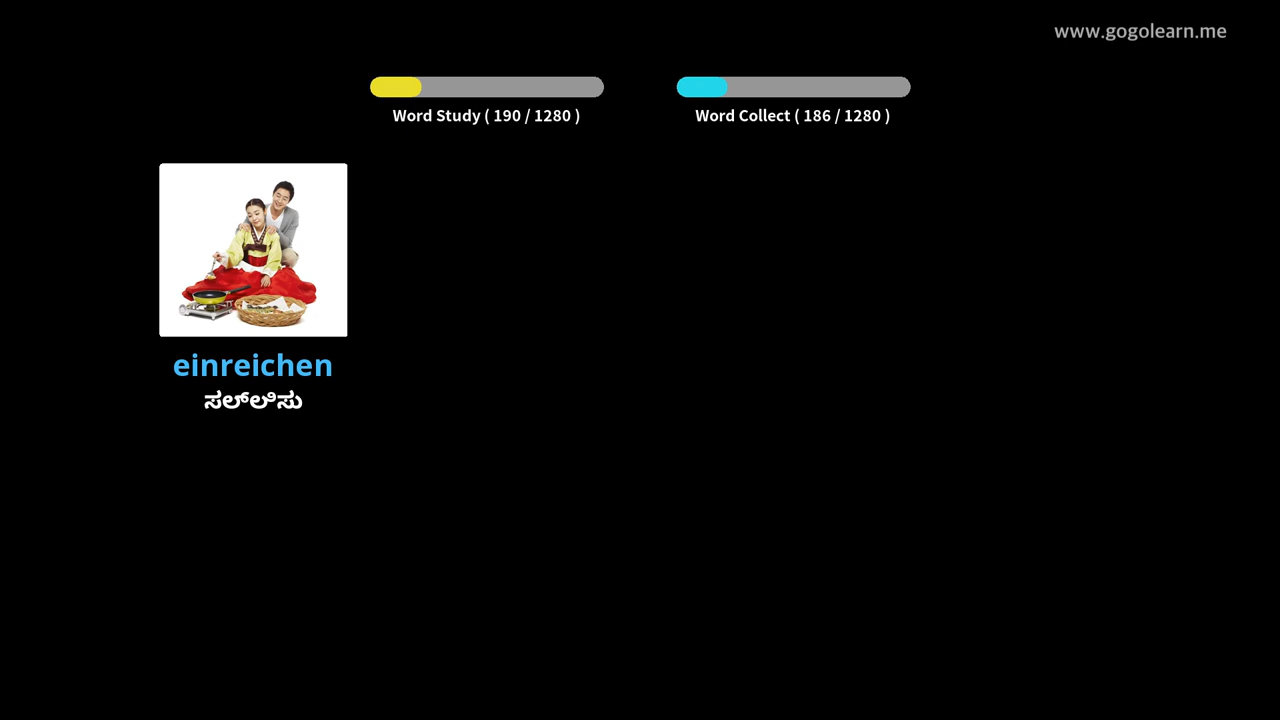 www.gogolearn.me
Word Study ( 190 / 1280 )
Word Collect ( 186 / 1280 )
einreichen
ಸಲ್ಲಿಸು